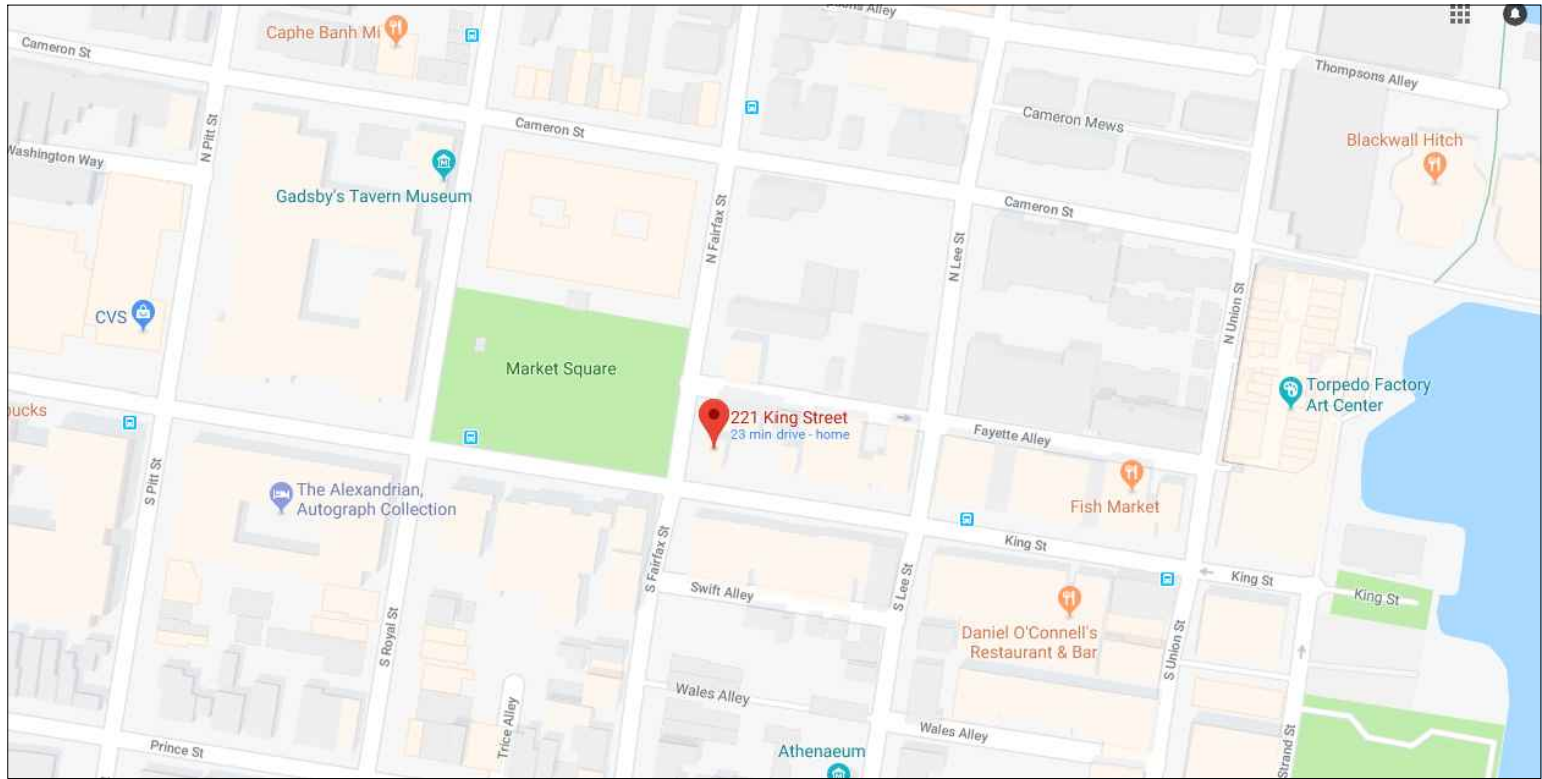 Caphe Banh Mi
Cameron St
Thompsons Alley
N Pitt St
Cameron St
Cameron Mews
Blackwall Hitch
Washington Way
Gadsby's Tavern Museum
Cameron St
N Fairfax St
N Lee St
N Union St
CVS
Market Square
Torpedo Factory
Art Center
221 King Street
23 min drive - home
Fayette Alley
S Pitt St
The Alexandrian,
Autograph Collection
Fish Market
King St
S Fairfax St
Swift Alley
S Lee St
King St
King St
S Royal St
Daniel O'Connell's
Restaurant & Bar
S Union St
Wales Alley
Trice Alley
Wales Alley
Prince St
Athenaeum
Strand St